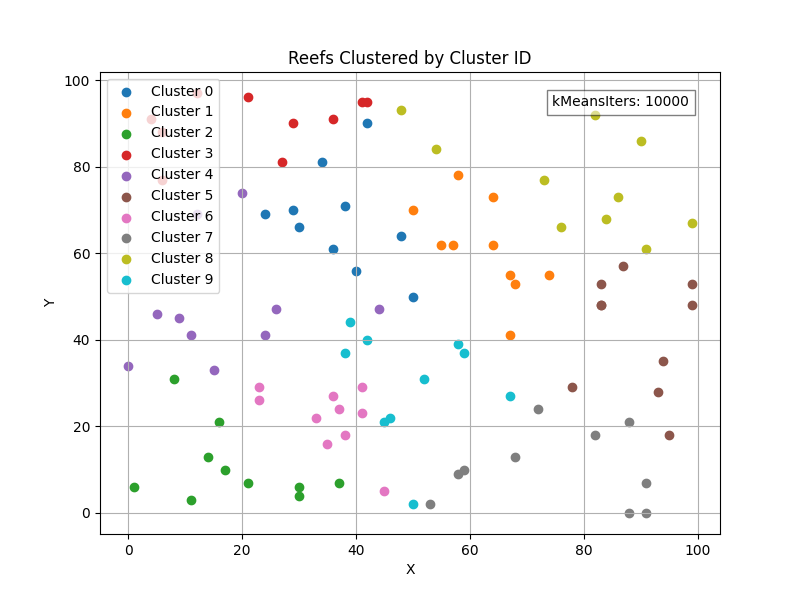 Reefs Clustered by Cluster ID
100
80
60
40
20
0
Y
Cluster 0
Cluster 1
Cluster 2
Cluster 3
Cluster 4
Cluster 5
Cluster 6
Cluster 7
Cluster 8
Cluster 9
kMeansIters: 10000
0 20 40 60 80 100
X